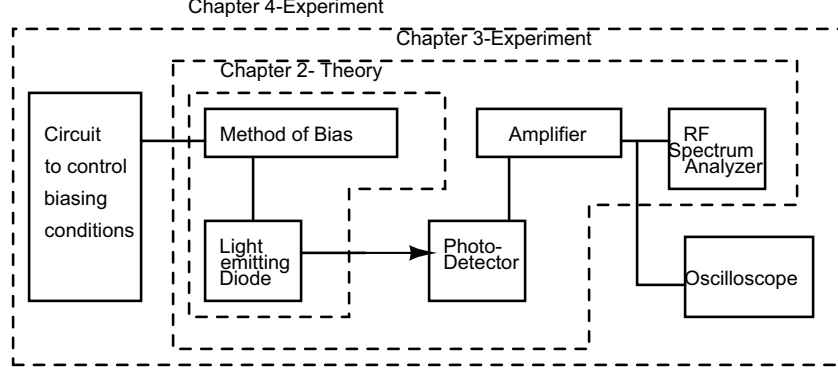 Chapter 4-Experiment
Chapter 3-Experiment
Chapter 2- Theory
Circuit
to control
biasing
conditions
Method of Bias
Amplifier
RF
Spectrum
Analyzer
Light
emitting
Diode
Photo-
Detector
Oscilloscope